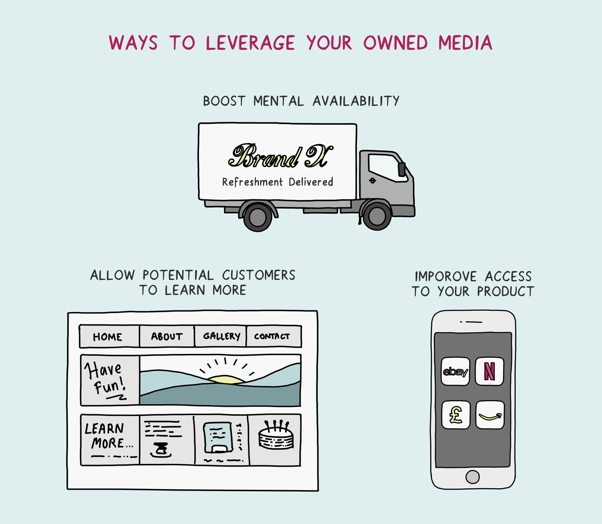 WAYS TO LEVERAGE YOUR OWNED MEDIA
BOOST MENTAL AVAILABILITY
Brand X
Refreshment Delivered
ALLOW POTENTIAL CUSTOMERS
TO LEARN MORE
HOME ABOUT GALLERY CONTACT
Have
Fun!
LEARN
MORE...
IMPOROVE ACCESS
TO YOUR PRODUCT
ebay N
£